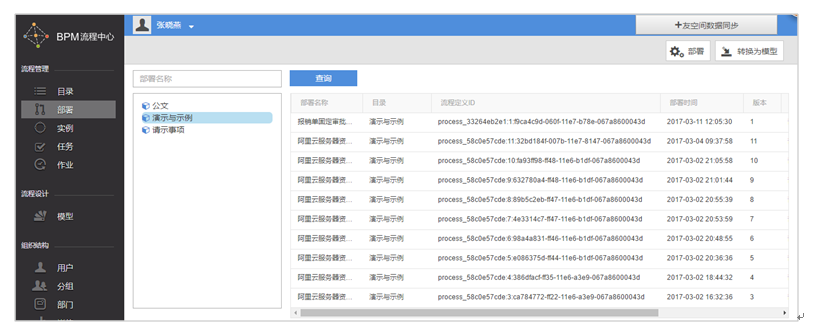 BPM流程中心
张晓燕
+友空间数据同步
部署
转换为模型
流程管理
目录
部署
实例
任务
作业
流程设计
模型
组织结构
用户
分组
部门
部署名称
查询
公文
演示与示例
请示事项
部署名称 目录 流程定义ID 部署时间 版本
报销单固定审批... 演示与示例 process_33264eb2e1:1:f9ca4c9d-060f-11e7-b78e-067a8600043d 2017-03-11 12:05:30 1
阿里云服务器资... 演示与示例 process_58c0e57cde:11:32bd184f-007b-11e7-8147-067a8600043d 2017-03-04 09:37:58 11
阿里云服务器资... 演示与示例 process_58c0e57cde:10:fa93ff98-ff48-11e6-b1df-067a8600043d 2017-03-02 21:05:58 10
阿里云服务器资... 演示与示例 process_58c0e57cde:9:632780a4-ff48-11e6-b1df-067a8600043d 2017-03-02 21:01:44 9
阿里云服务器资... 演示与示例 process_58c0e57cde:8:89b5c2eb-ff47-11e6-b1df-067a8600043d 2017-03-02 20:55:39 8
阿里云服务器资... 演示与示例 process_58c0e57cde:7:4e3314c7-ff47-11e6-b1df-067a8600043d 2017-03-02 20:53:59 7
阿里云服务器资... 演示与示例 process_58c0e57cde:6:98a4a831-ff46-11e6-b1df-067a8600043d 2017-03-02 20:48:55 6
阿里云服务器资... 演示与示例 process_58c0e57cde:5:e086375d-ff44-11e6-b1df-067a8600043d 2017-03-02 20:36:36 5
阿里云服务器资... 演示与示例 process_58c0e57cde:4:386dfacf-ff35-11e6-a3e9-067a8600043d 2017-03-02 18:44:32 4
阿里云服务器资... 演示与示例 process_58c0e57cde:3:ca784772-ff22-11e6-a3e9-067a8600043d 2017-03-02 16:32:36 3